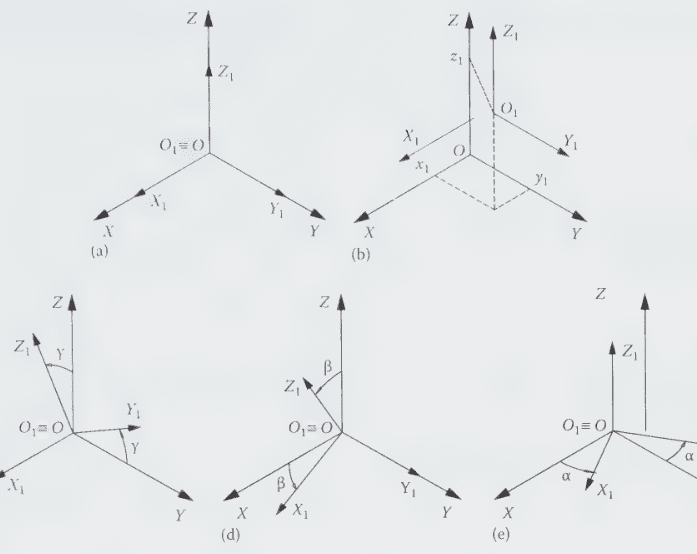 Z
Z₁
O₁≡O
X₁
Y₁
X
Y
(a)
Z
Z₁
z₁
O₁
X₁
Y₁
O
x₁
y₁
X
Y
(b)
Z
Z₁
γ
Y₁
O₁≡O
γ
X₁
Y
Z
β
Z₁
O₁≡O
β
Y₁
X
X₁
Y
(d)
Z
Z₁
O₁≡O
α
α
X₁
X
(e)